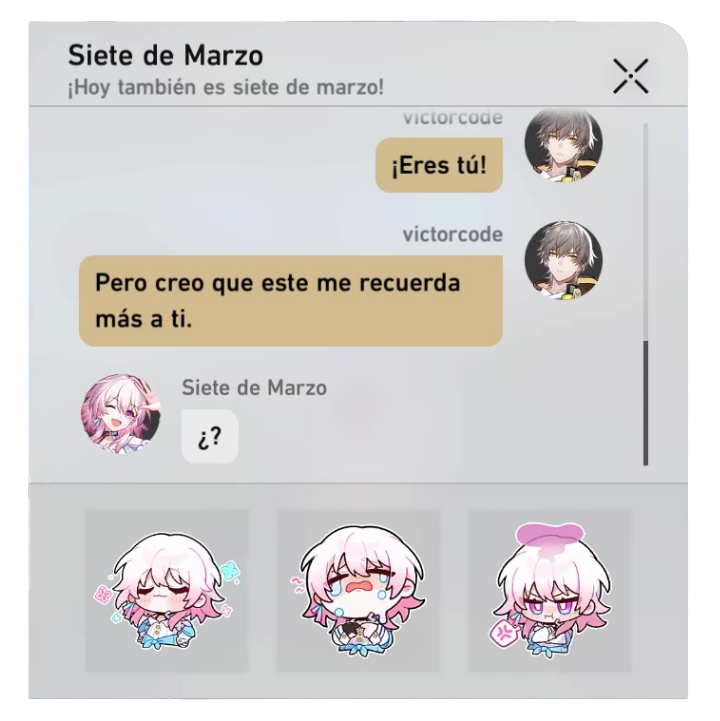 Siete de Marzo
¡Hoy también es siete de marzo!
victorcode
¡Eres tú!
victorcode
Pero creo que este me recuerda
más a ti.
Siete de Marzo
¿?